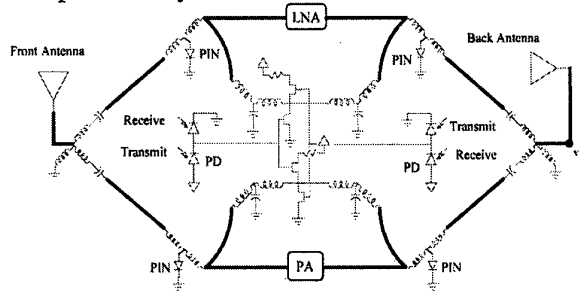 LNA
Front Antenna
Back Antenna
PIN
PIN
Receive
Transmit
Transmit
PD
PD
Receive
PIN
PA
PIN